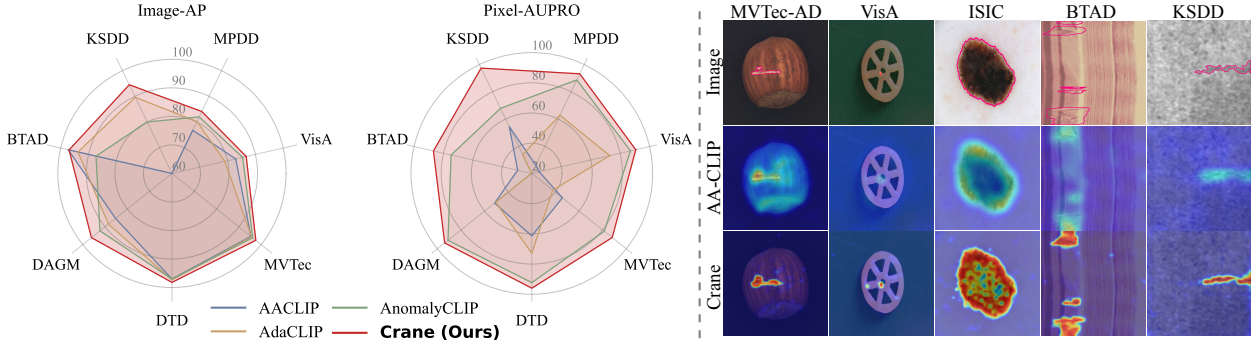 Image-AP
KSDD
MPDD
BTAD
VisA
DAGM
MVTec
DTD
100
90
80
70
60
Pixel-AUPRO
KSDD
MPDD
BTAD
VisA
DAGM
MVTec
DTD
100
80
60
40
20
AACLIP
AnomalyCLIP
AdaCLIP
Crane (Ours)
MVTec-AD
VisA
ISIC
BTAD
KSDD
Image
AA-CLIP
Crane